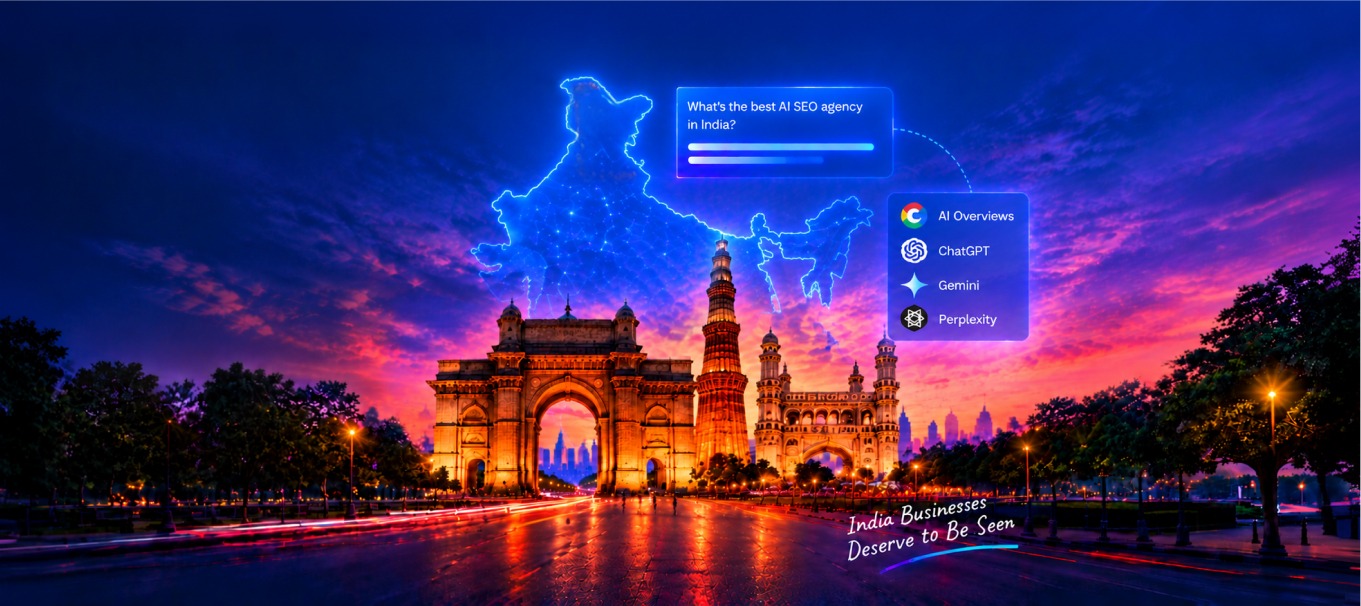 What's the best AI SEO agency
in India?
AI Overviews
ChatGPT
Gemini
Perplexity
India Businesses
Deserve to Be Seen